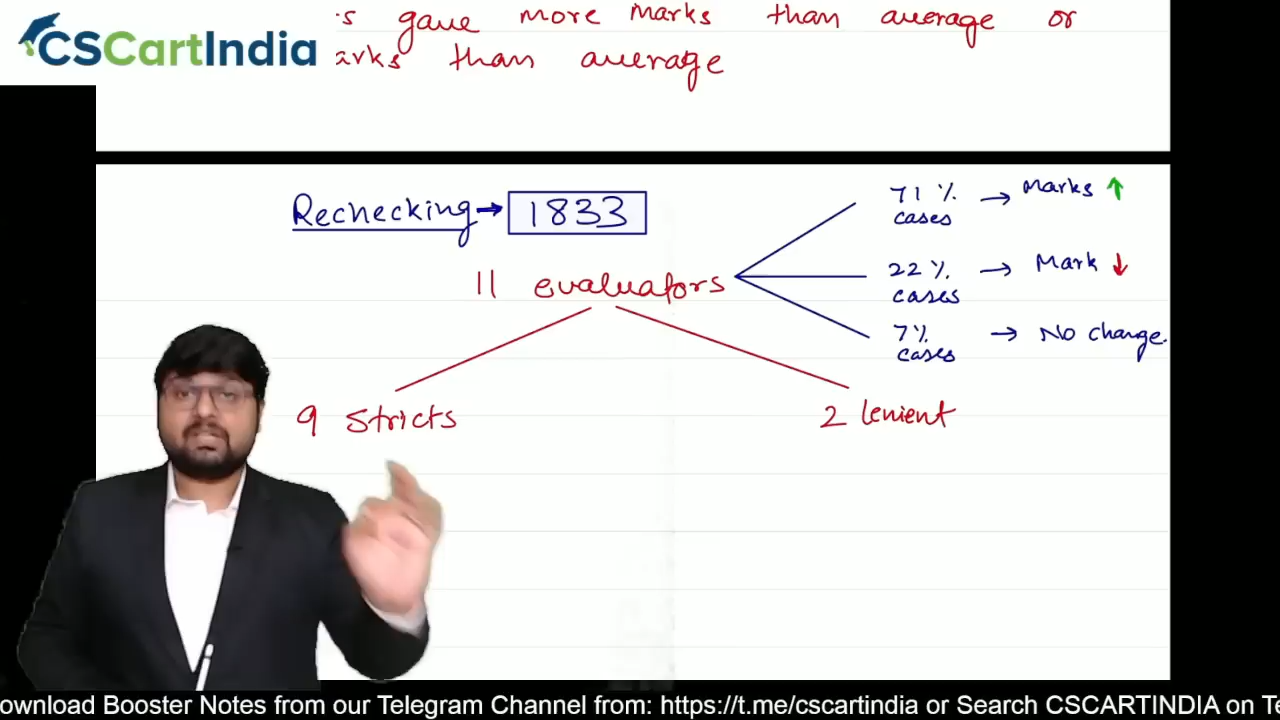 gave more marks than average or
CSCartIndia
than average
Rechecking → 1833
71 % cases → Marks ↑
11 evaluators
22 % cases → Mark ↓
7 % cases → No change.
9 Stricts
2 lenient
ownload Booster Notes from our Telegram Channel from: https://t.me/cscartindia or Search CSCARTINDIA on Te